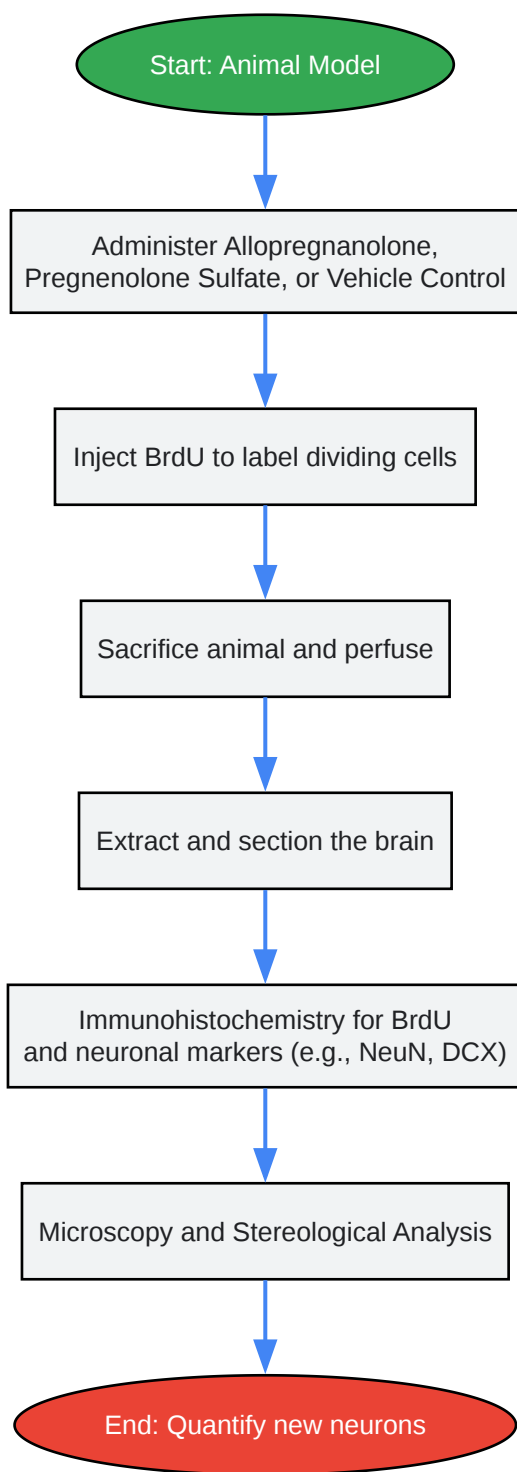 Start: Animal Model
Administer Allopregnanolone,
Pregnenolone Sulfate, or Vehicle Control
Inject BrdU to label dividing cells
Sacrifice animal and perfuse
Extract and section the brain
Immunohistochemistry for BrdU
and neuronal markers (e.g., NeuN, DCX)
Microscopy and Stereological Analysis
End: Quantify new neurons